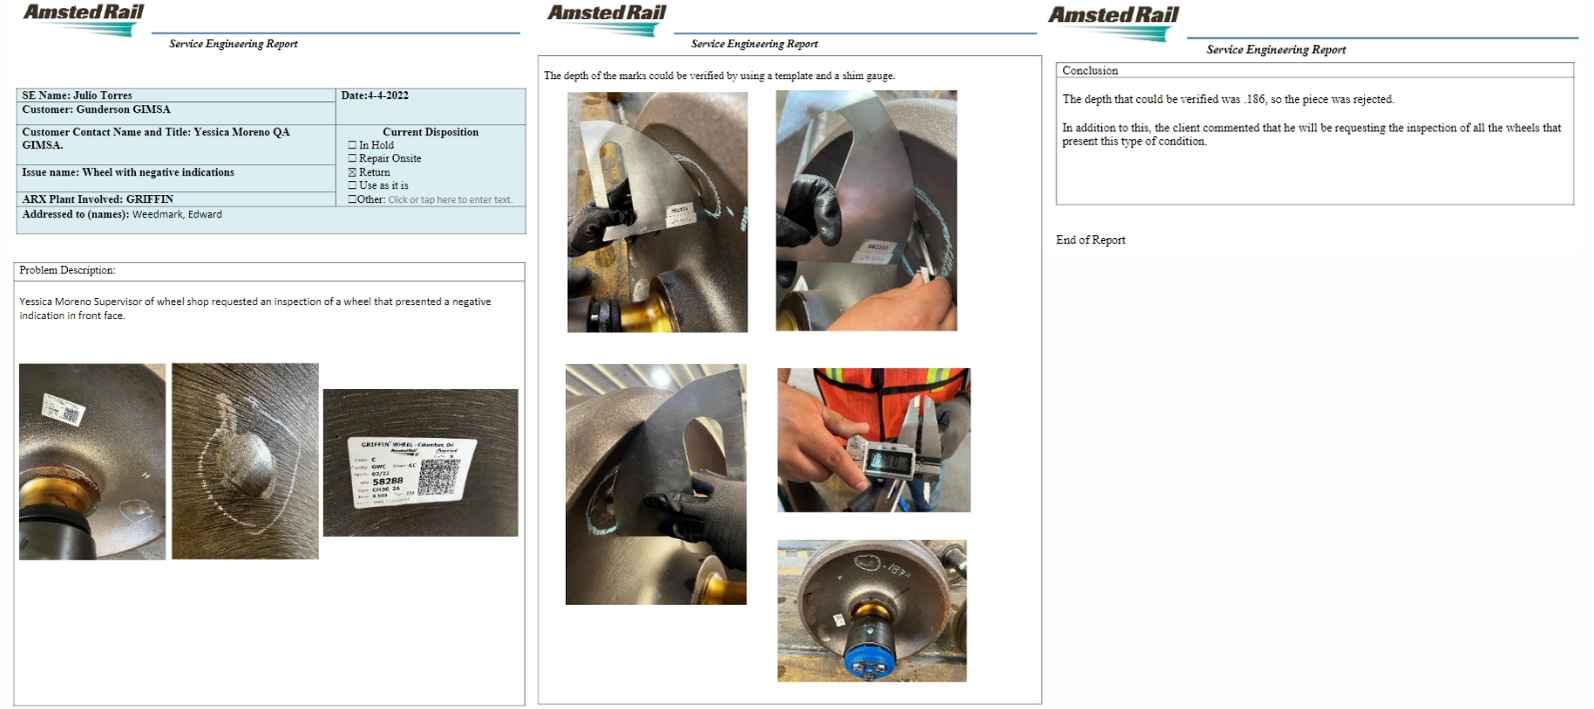 Amsted Rail
Service Engineering Report
SE Name: Julio Torres
Date:4-4-2022
Customer: Gunderson GIMSA
Customer Contact Name and Title: Yessica Moreno QA
GIMSA.
Current Disposition
☐ In Hold
☐ Repair Onsite
Issue name: Wheel with negative indications
☒ Return
☐ Use as it is
ARX Plant Involved: GRIFFIN
☐Other: Click or tap here to enter text.
Addressed to (names): Weedmark, Edward
Problem Description:
Yessica Moreno Supervisor of wheel shop requested an inspection of a wheel that presented a negative
indication in front face.
GRIFFIN WHEEL - Columbus, On
AmstedRail
C
GWC
02/22
58288
CH36
Amsted Rail
Service Engineering Report
The depth of the marks could be verified by using a template and a shim gauge.
Amsted Rail
Service Engineering Report
Conclusion
The depth that could be verified was .186, so the piece was rejected.
In addition to this, the client commented that he will be requesting the inspection of all the wheels that
present this type of condition.
End of Report